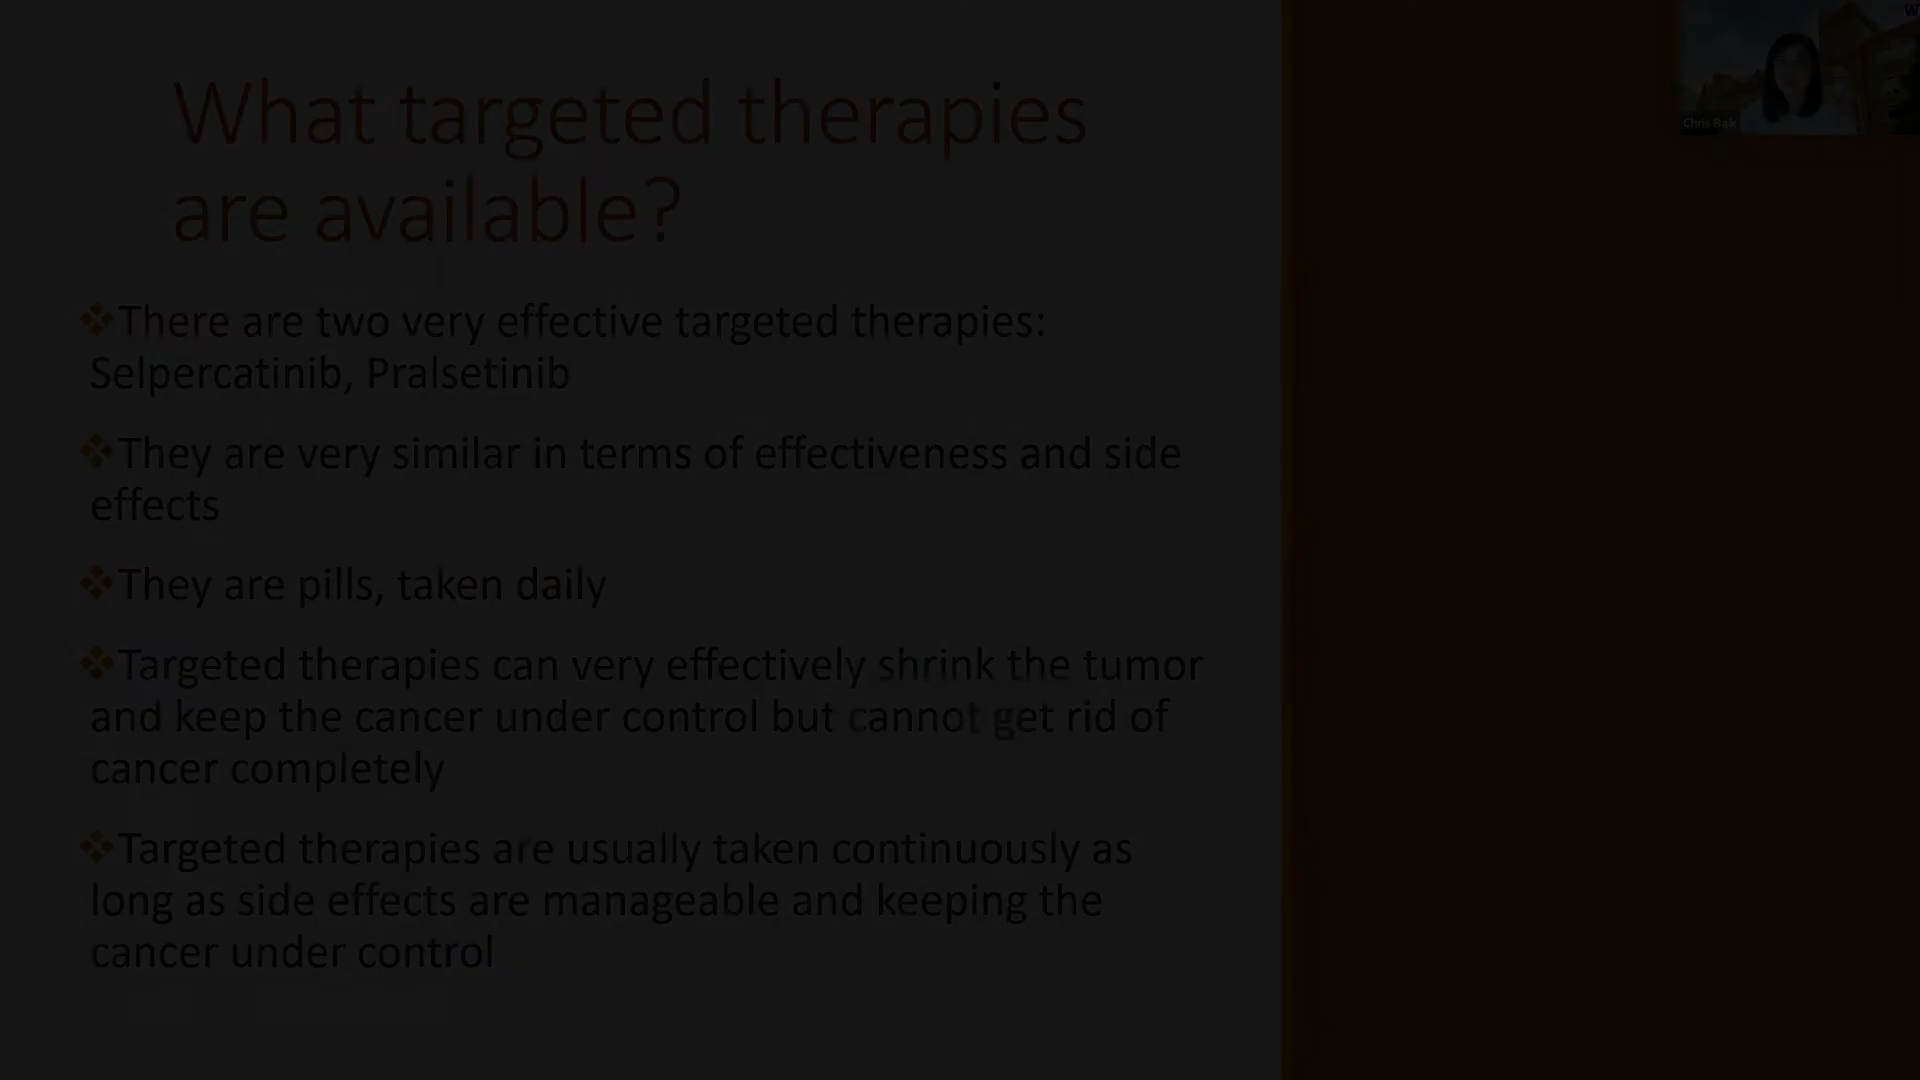 What targeted therapies
are available?
There are two very effective targeted therapies:
Selpercatinib, Pralsetinib
They are very similar in terms of effectiveness and side
effects
They are pills, taken daily
Targeted therapies can very effectively shrink the tumor
and keep the cancer under control but cannot get rid of
cancer completely
Targeted therapies are usually taken continuously as
long as side effects are manageable and keeping the
cancer under control
W